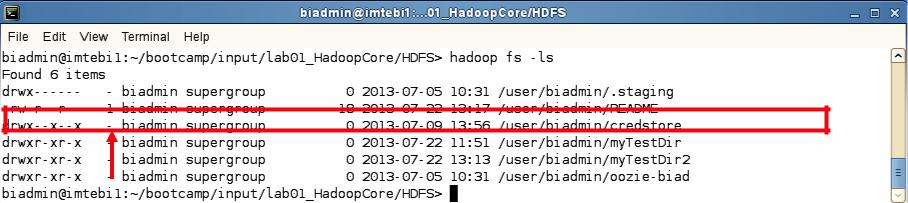 biadmin@imtebi1:...01_HadoopCore/HDFS
File Edit View Terminal Help
biadmin@imtebi1:~/bootcamp/input/lab01_HadoopCore/HDFS> hadoop fs -ls
Found 6 items
drwx------ - biadmin supergroup 0 2013-07-05 10:31 /user/biadmin/.staging
-rw-r--r-- 1 biadmin supergroup 18 2013-07-22 13:17 /user/biadmin/README
drwx--x--x - biadmin supergroup 0 2013-07-09 13:56 /user/biadmin/credstore
drwxr-xr-x - biadmin supergroup 0 2013-07-22 11:51 /user/biadmin/myTestDir
drwxr-xr-x - biadmin supergroup 0 2013-07-22 13:13 /user/biadmin/myTestDir2
drwxr-xr-x - biadmin supergroup 0 2013-07-05 10:31 /user/biadmin/oozie-biad
biadmin@imtebi1:~/bootcamp/input/lab01_HadoopCore/HDFS>